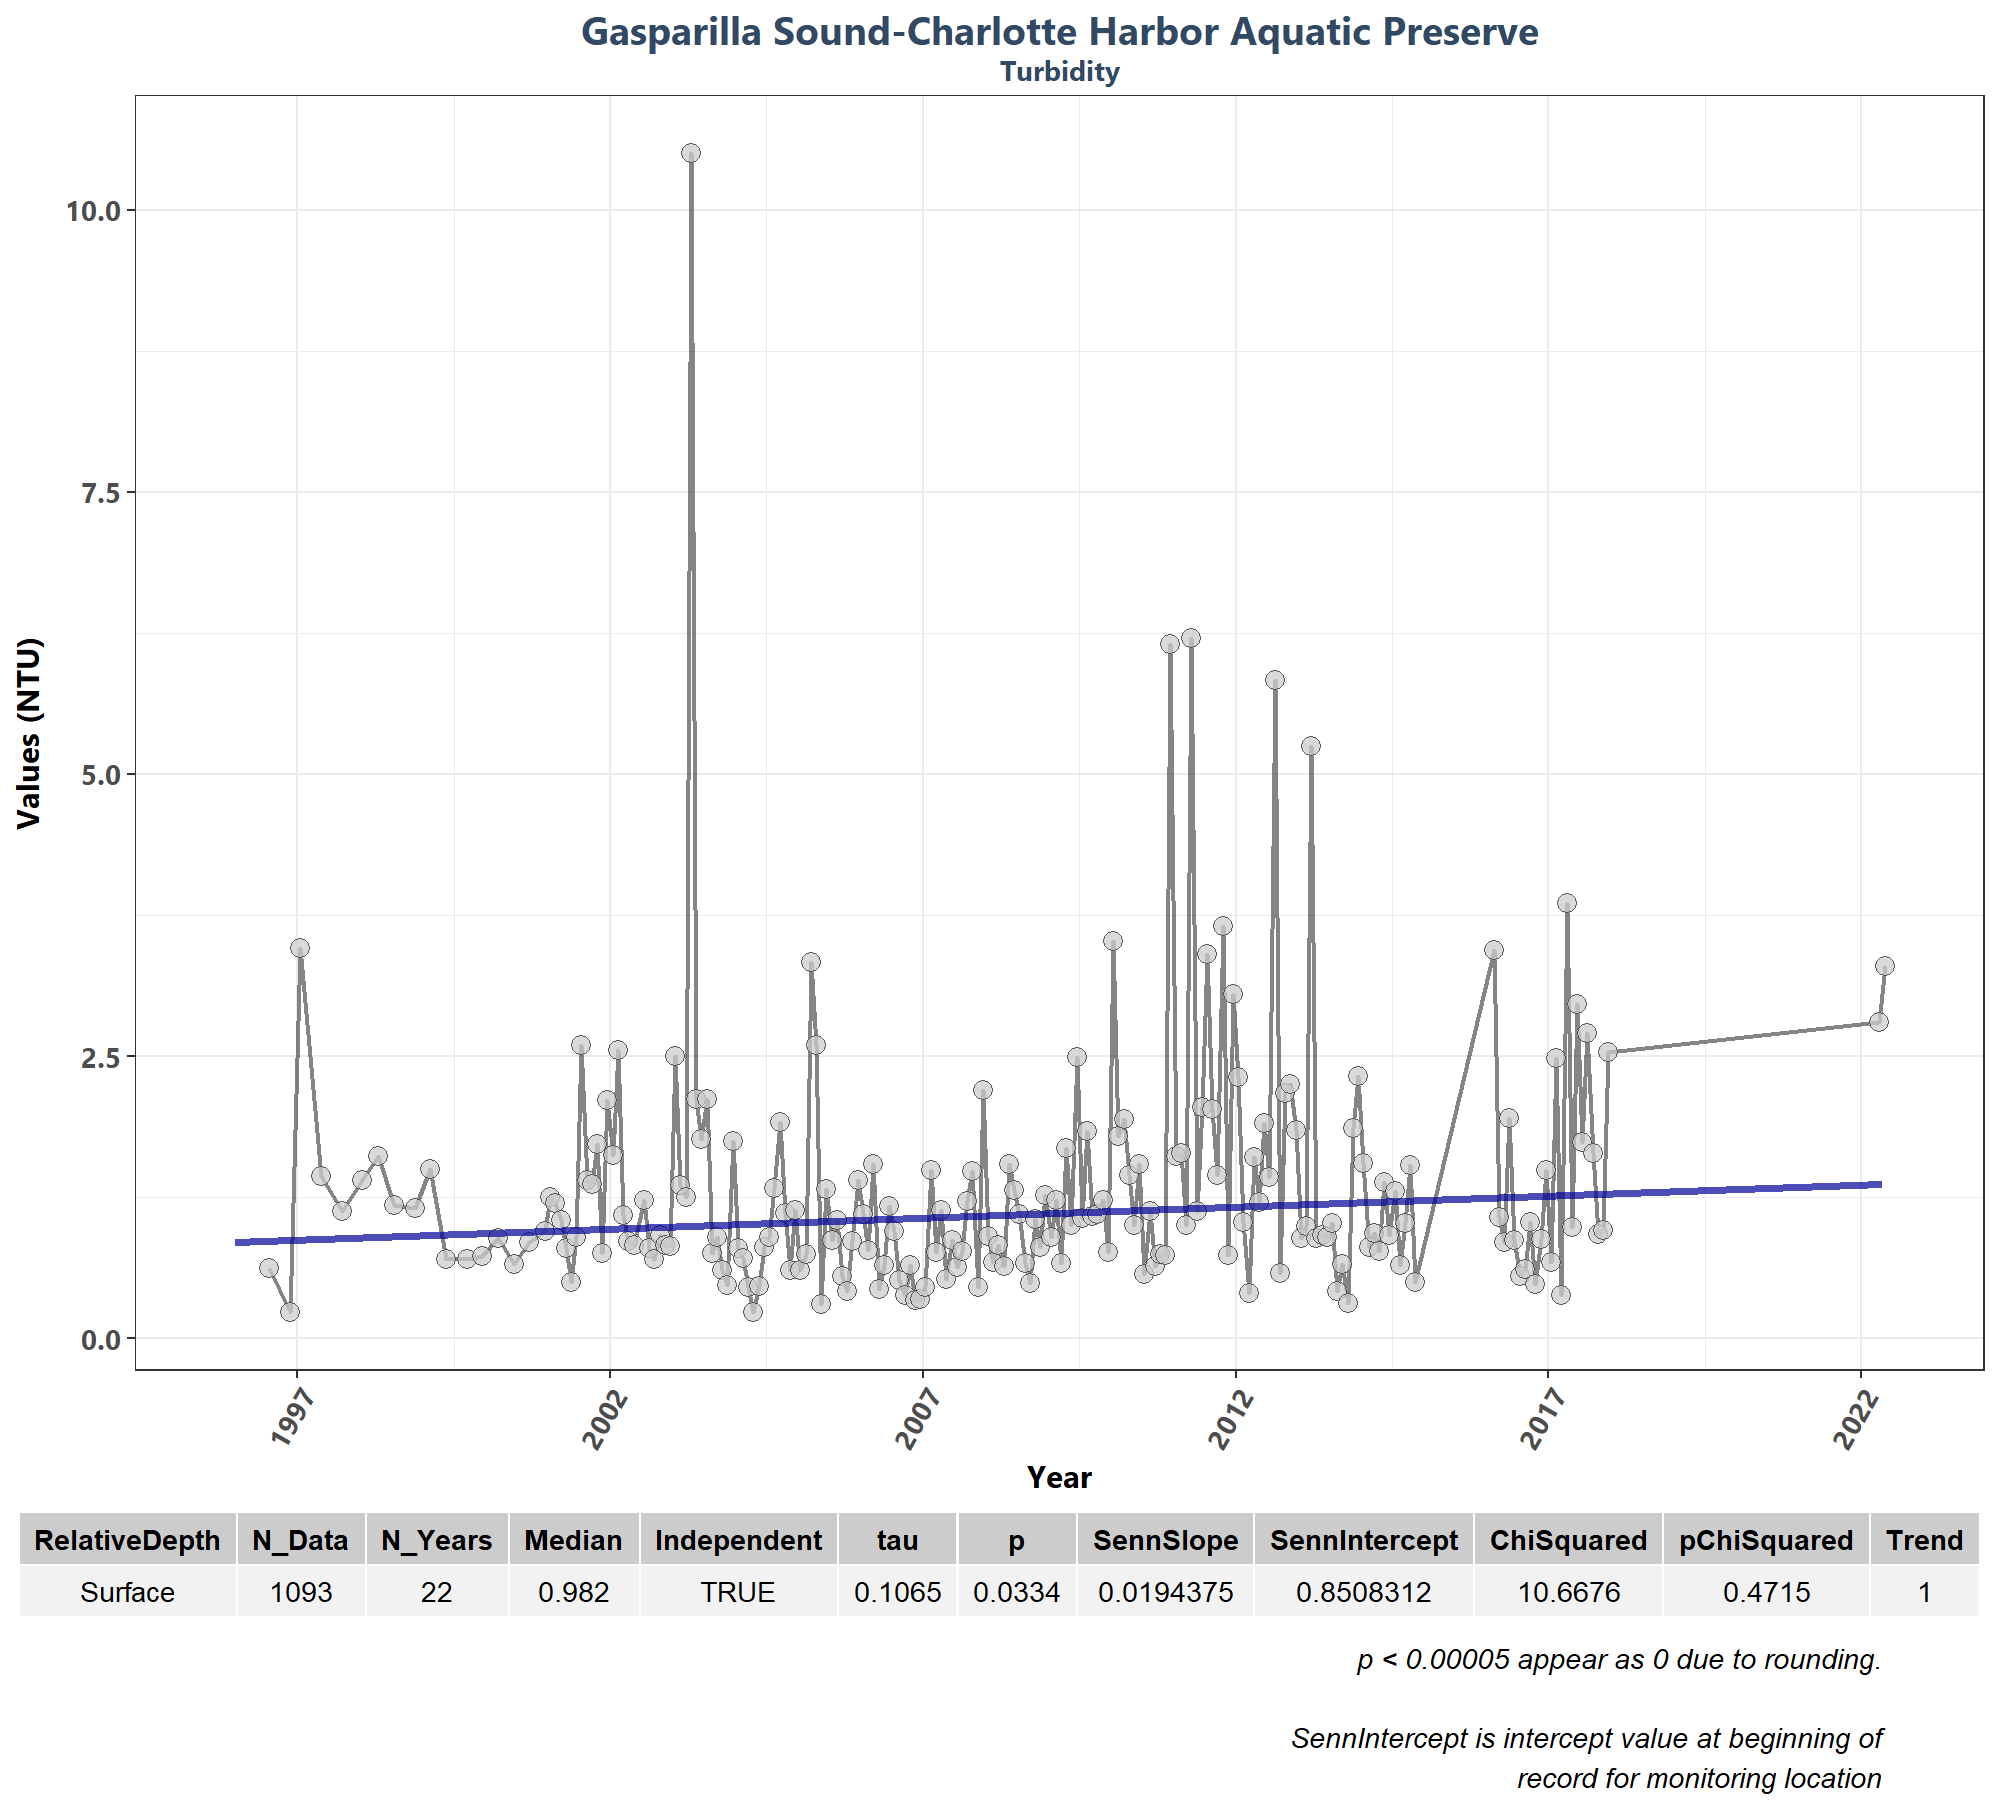 Gasparilla Sound-Charlotte Harbor Aquatic Preserve
Turbidity
Values (NTU)
10.0
7.5
5.0
2.5
0.0
1997 2002 2007 2012 2017 2022
Year
RelativeDepth N_Data N_Years Median Independent tau p SennSlope SennIntercept ChiSquared pChiSquared Trend
Surface 1093 22 0.982 TRUE 0.1065 0.0334 0.0194375 0.8508312 10.6676 0.4715 1
p < 0.00005 appear as 0 due to rounding.
SennIntercept is intercept value at beginning of
record for monitoring location